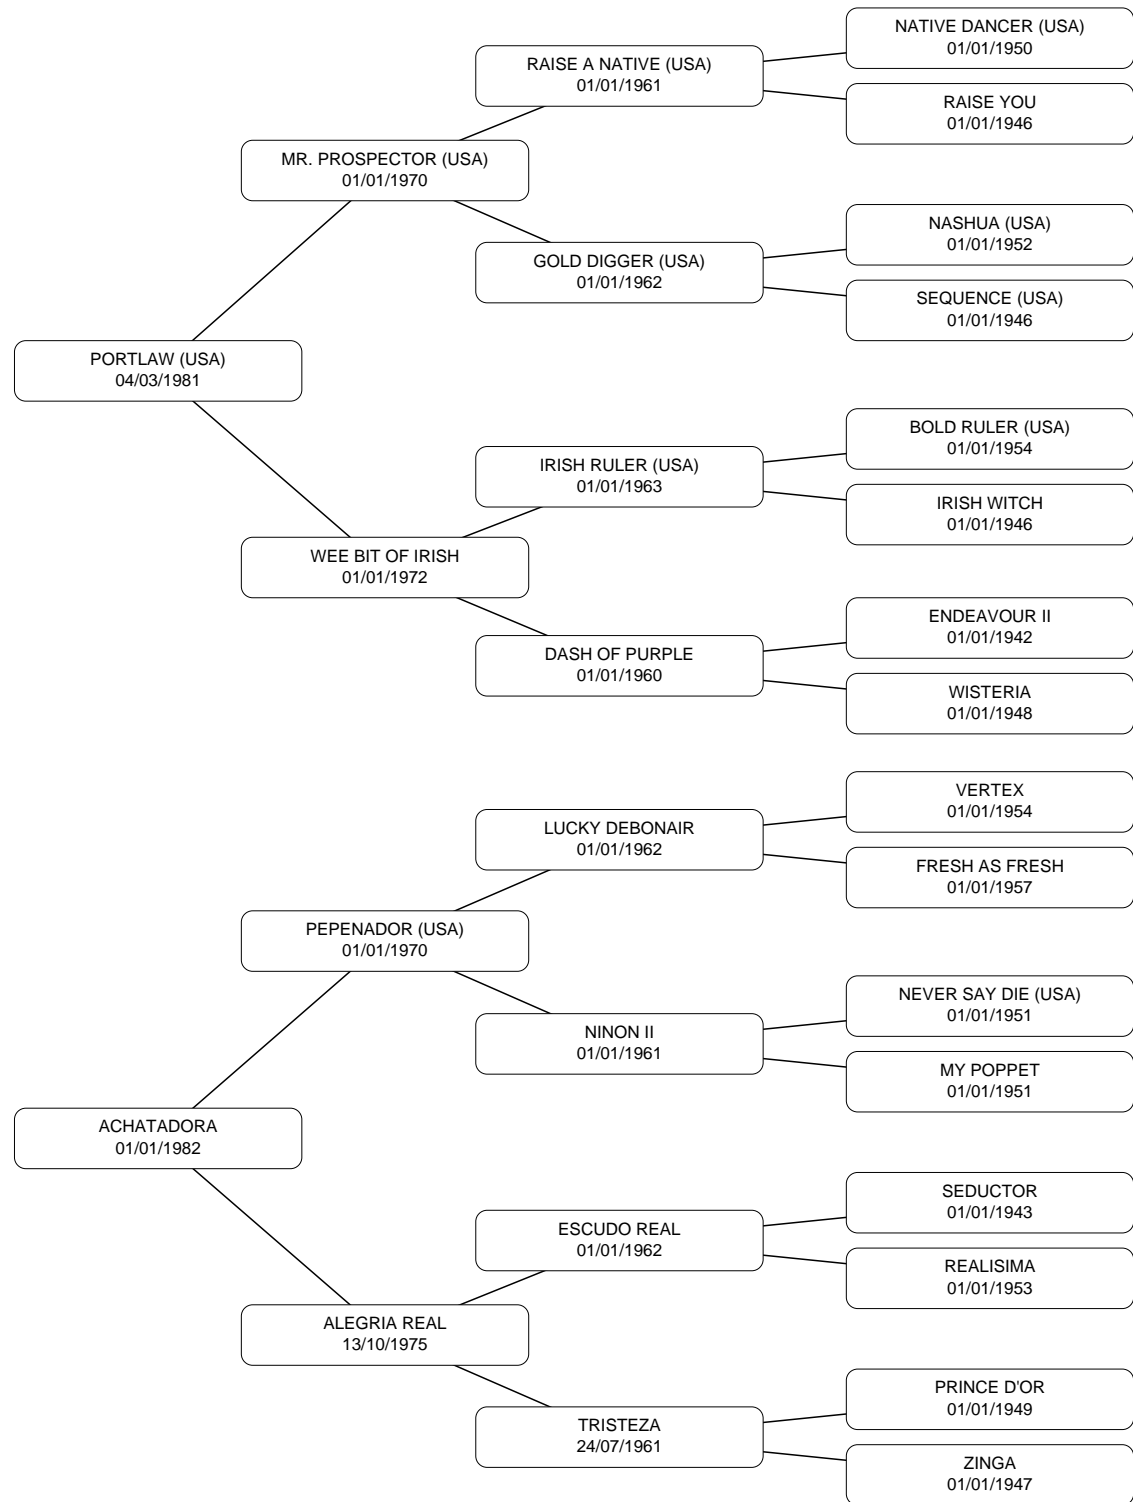 NATIVE DANCER (USA)
01/01/1950
RAISE A NATIVE (USA)
01/01/1961
RAISE YOU
01/01/1946
MR. PROSPECTOR (USA)
01/01/1970
NASHUA (USA)
01/01/1952
GOLD DIGGER (USA)
01/01/1962
SEQUENCE (USA)
01/01/1946
PORTLAW (USA)
04/03/1981
BOLD RULER (USA)
01/01/1954
IRISH RULER (USA)
01/01/1963
IRISH WITCH
01/01/1946
WEE BIT OF IRISH
01/01/1972
ENDEAVOUR II
01/01/1942
DASH OF PURPLE
01/01/1960
WISTERIA
01/01/1948
VERTEX
01/01/1954
LUCKY DEBONAIR
01/01/1962
FRESH AS FRESH
01/01/1957
PEPENADOR (USA)
01/01/1970
NEVER SAY DIE (USA)
01/01/1951
NINON II
01/01/1961
MY POPPET
01/01/1951
ACHATADORA
01/01/1982
SEDUCTOR
01/01/1943
ESCUDO REAL
01/01/1962
REALISIMA
01/01/1953
ALEGRIA REAL
13/10/1975
PRINCE D'OR
01/01/1949
TRISTEZA
24/07/1961
ZINGA
01/01/1947